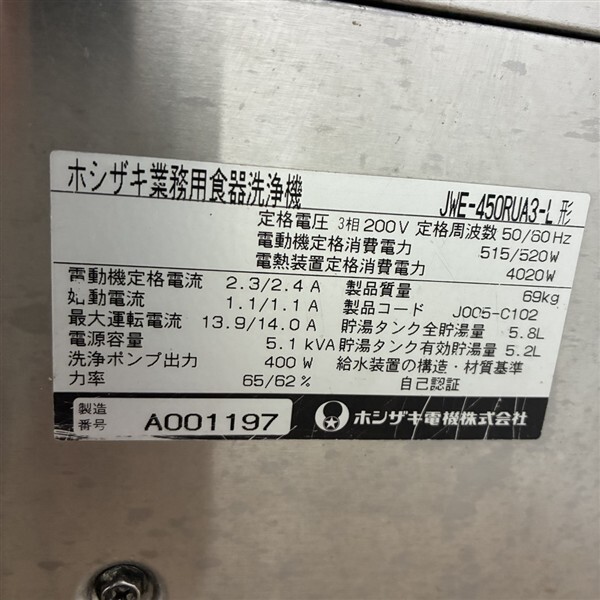 ホシザキ業務用食器洗浄機 JWE-450RUA3-L 形
定格電圧 3相200V 定格周波数50/60Hz
電動機定格消費電力 515/520W
電熱装置定格消費電力 4020W
電動機定格電流 2.3/2.4 A 製品質量 69kg
始動電流 1.1/1.1 A 製品コード J005-C102
最大運転電流 13.9/14.0 A 貯湯タンク全貯湯量 5.8L
電源容量 5.1 kVA 貯湯タンク有効貯湯量 5.2L
洗浄ポンプ出力 400 W 給水装置の構造・材質基準
力率 65/62 % 自己認証
製造番号 A001197 ホシザキ電機株式会社